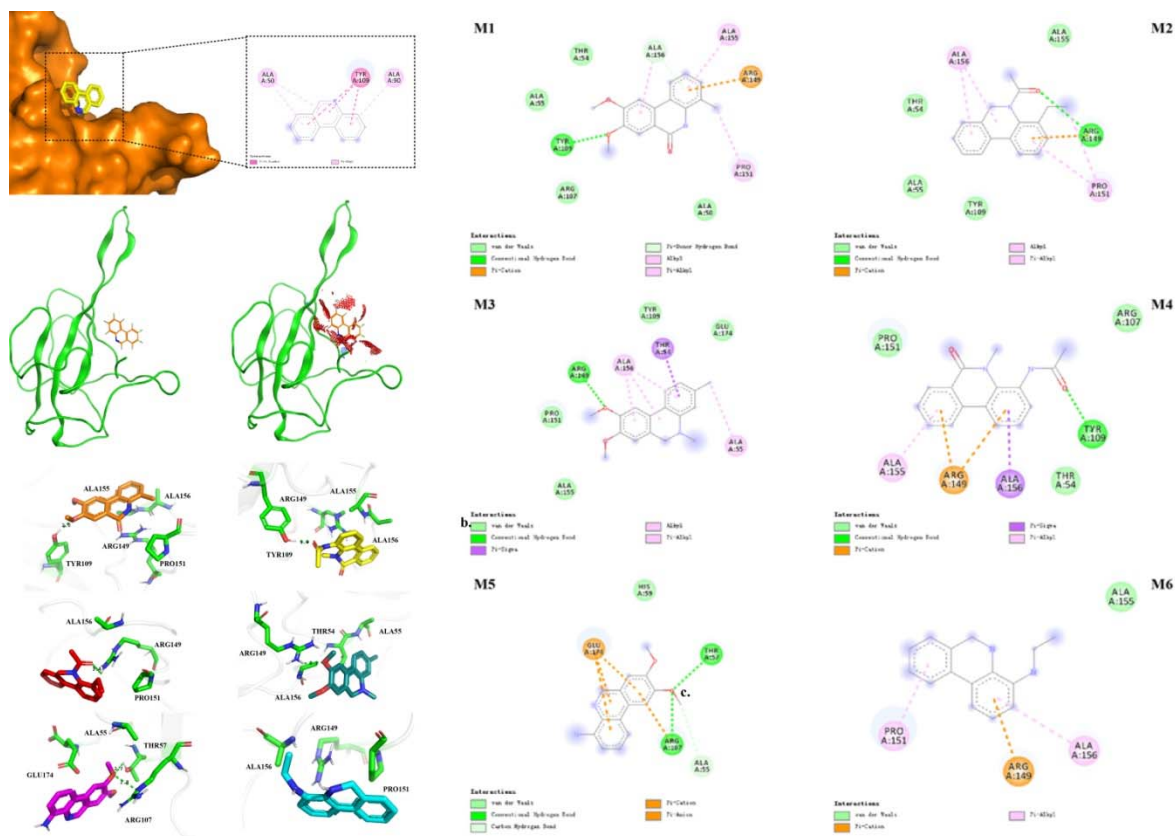 ALA
A:50
TYR
A:109
ALA
A:90
Interactions
Pi-Alkyl
ALA155
ALA156
ARG149
TYR109
PRO151
ARG149
ALA155
TYR109
ALA156
ALA156
ARG149
PRO151
THR54
ALA55
ARG149
ALA156
ALA55
THR57
GLU174
ARG107
ARG149
ALA156
PRO151
M1
THR
A:54
ALA
A:156
ALA
A:155
ARG
A:149
ALA
A:55
TYR
A:109
ARG
A:107
ALA
A:50
PRO
A:151
Interactions
van der Waals
Conventional Hydrogen Bond
Pi-Cation
Pi-Donor Hydrogen Bond
Alkyl
Pi-Alkyl
M2
ALA
A:156
ALA
A:155
THR
A:54
ARG
A:149
ALA
A:55
TYR
A:109
PRO
A:151
Interactions
van der Waals
Conventional Hydrogen Bond
Pi-Cation
Alkyl
Pi-Alkyl
M3
TYR
A:109
GLU
A:174
THR
A:54
ALA
A:156
ARG
A:149
PRO
A:151
ALA
A:55
ALA
A:155
b.
van der Waals
Conventional Hydrogen Bond
Pi-Sigma
Alkyl
Pi-Alkyl
M4
PRO
A:151
ARG
A:107
TYR
A:109
ALA
A:155
ARG
A:149
ALA
A:156
THR
A:54
Interactions
van der Waals
Conventional Hydrogen Bond
Pi-Cation
Pi-Sigma
Pi-Alkyl
M5
HIS
A:59
GLU
THR
A:57
c.
ARG
A:107
ALA
A:55
Interactions
van der Waals
Conventional Hydrogen Bond
Carbon Hydrogen Bond
Pi-Cation
Pi-Anion
M6
ALA
A:155
PRO
A:151
ARG
A:149
ALA
A:156
Interactions
van der Waals
Pi-Cation
Pi-Alkyl